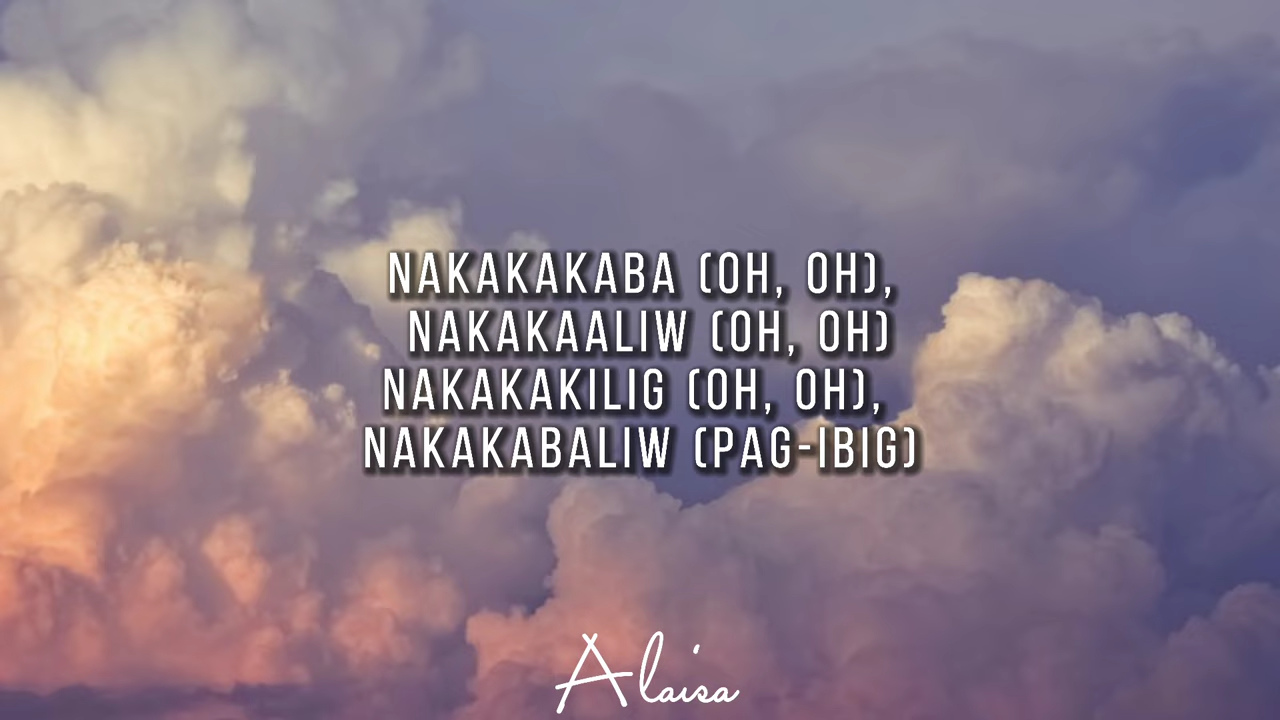 NAKAKAKABA (OH, OH),
NAKAKAALIW (OH, OH)
NAKAKAKILIG (OH, OH),
NAKAKABALIW (PAG-IBIG)
Alaisa